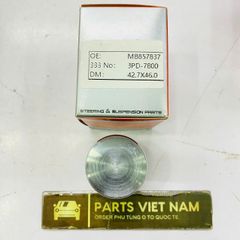 OE: MB857837
333 No: 3PD-7800
DM: 42.7X46.0
STEERING & SUSPENSION PARTS
PARTS VIET NAM
ORDER PHỤ TÙNG Ô TÔ QUỐC TẾ